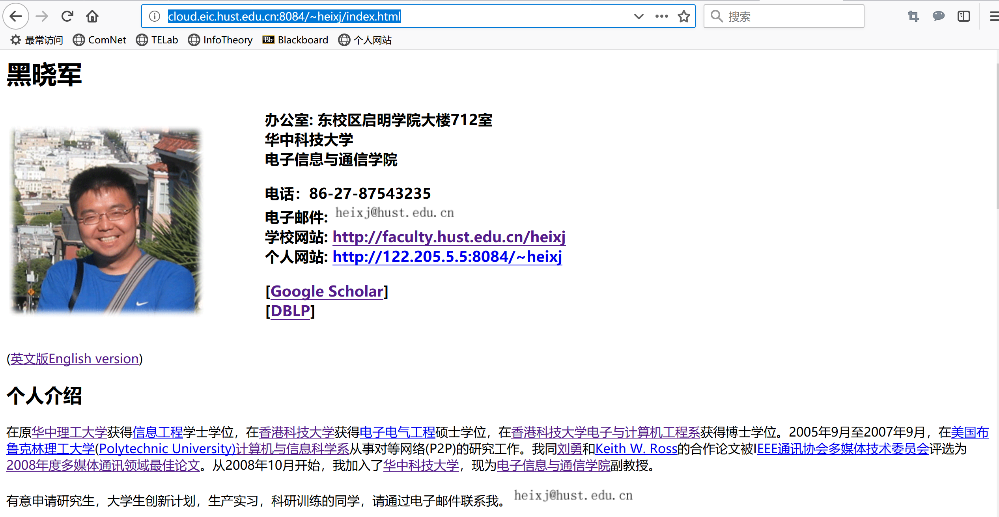 cloud.eic.hust.edu.cn:8084/~heixj/index.html
搜索
最常访问 ComNet TELab InfoTheory Bb Blackboard 个人网站
黑晓军
办公室: 东校区启明学院大楼712室
华中科技大学
电子信息与通信学院
电话：86-27-87543235
电子邮件: heixj@hust.edu.cn
学校网站: http://faculty.hust.edu.cn/heixj
个人网站: http://122.205.5.5:8084/~heixj
[Google Scholar]
[DBLP]
(英文版English version)
个人介绍
在原华中理工大学获得信息工程学士学位，在香港科技大学获得电子电气工程硕士学位，在香港科技大学电子与计算机工程系获得博士学位。2005年9月至2007年9月，在美国布
鲁克林理工大学(Polytechnic University)计算机与信息科学系从事对等网络(P2P)的研究工作。我同刘勇和Keith W. Ross的合作论文被IEEE通讯协会多媒体技术委员会评选为
2008年度多媒体通讯领域最佳论文。从2008年10月开始，我加入了华中科技大学，现为电子信息与通信学院副教授。
有意申请研究生，大学生创新计划，生产实习，科研训练的同学，请通过电子邮件联系我。 heixj@hust.edu.cn